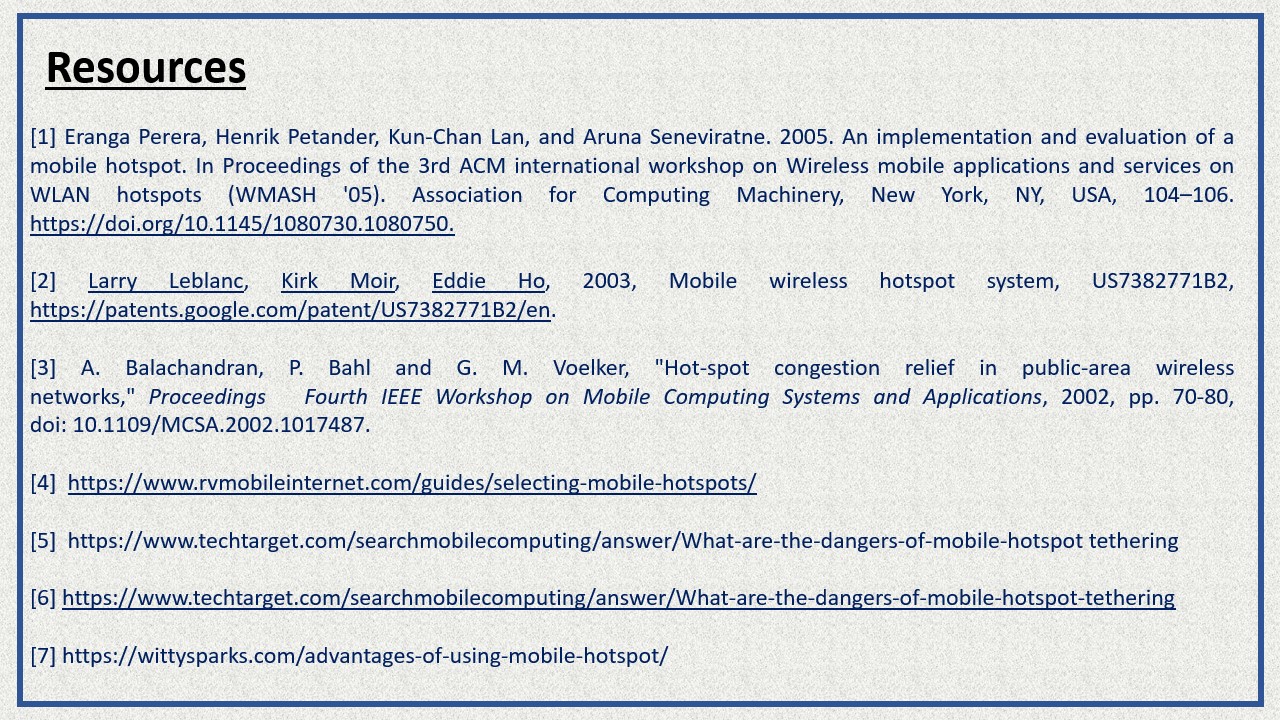 Resources
[1] Eranga Perera, Henrik Petander, Kun-Chan Lan, and Aruna Seneviratne. 2005. An implementation and evaluation of a
mobile hotspot. In Proceedings of the 3rd ACM international workshop on Wireless mobile applications and services on
WLAN hotspots (WMASH '05). Association for Computing Machinery, New York, NY, USA, 104–106.
https://doi.org/10.1145/1080730.1080750.
[2] Larry Leblanc, Kirk Moir, Eddie Ho, 2003, Mobile wireless hotspot system, US7382771B2,
https://patents.google.com/patent/US7382771B2/en.
[3] A. Balachandran, P. Bahl and G. M. Voelker, "Hot-spot congestion relief in public-area wireless
networks," Proceedings Fourth IEEE Workshop on Mobile Computing Systems and Applications, 2002, pp. 70-80,
doi: 10.1109/MCSA.2002.1017487.
[4] https://www.rvmobileinternet.com/guides/selecting-mobile-hotspots/
[5] https://www.techtarget.com/searchmobilecomputing/answer/What-are-the-dangers-of-mobile-hotspot tethering
[6] https://www.techtarget.com/searchmobilecomputing/answer/What-are-the-dangers-of-mobile-hotspot-tethering
[7] https://wittysparks.com/advantages-of-using-mobile-hotspot/